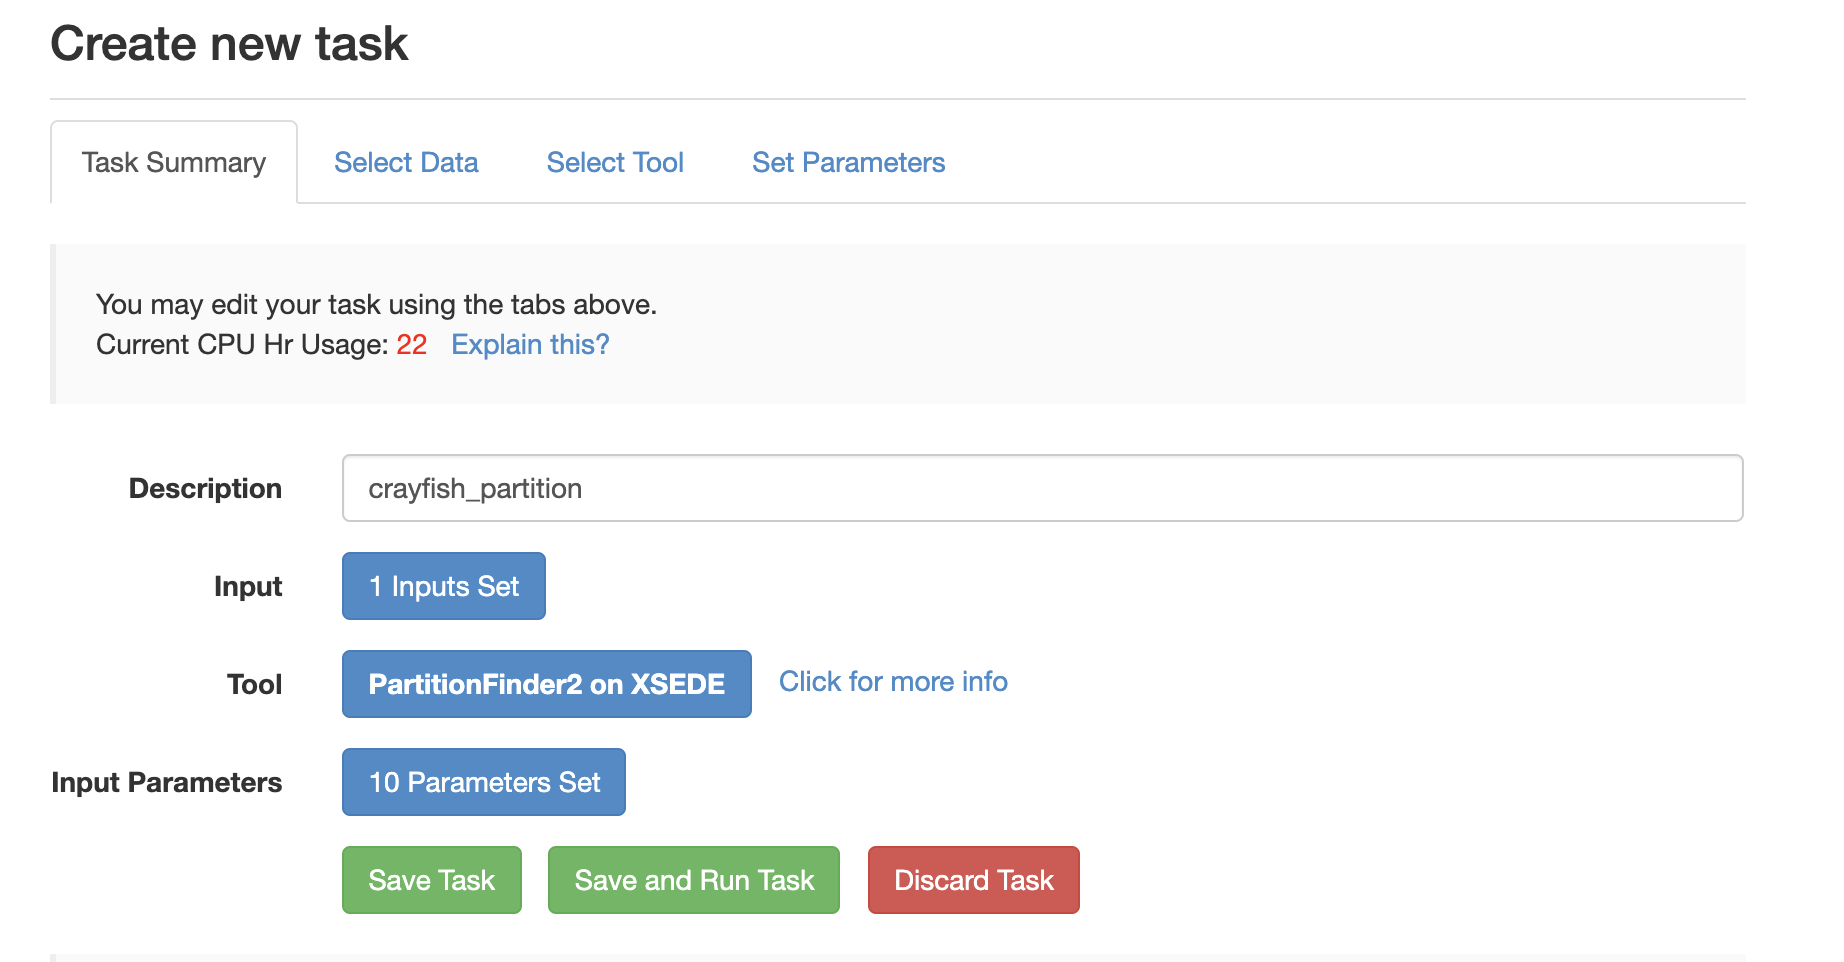 Create new task
Task Summary Select Data Select Tool Set Parameters
You may edit your task using the tabs above.
Current CPU Hr Usage: 22 Explain this?
Description crayfish_partition
Input 1 Inputs Set
Tool PartitionFinder2 on XSEDE Click for more info
Input Parameters 10 Parameters Set
Save Task Save and Run Task Discard Task